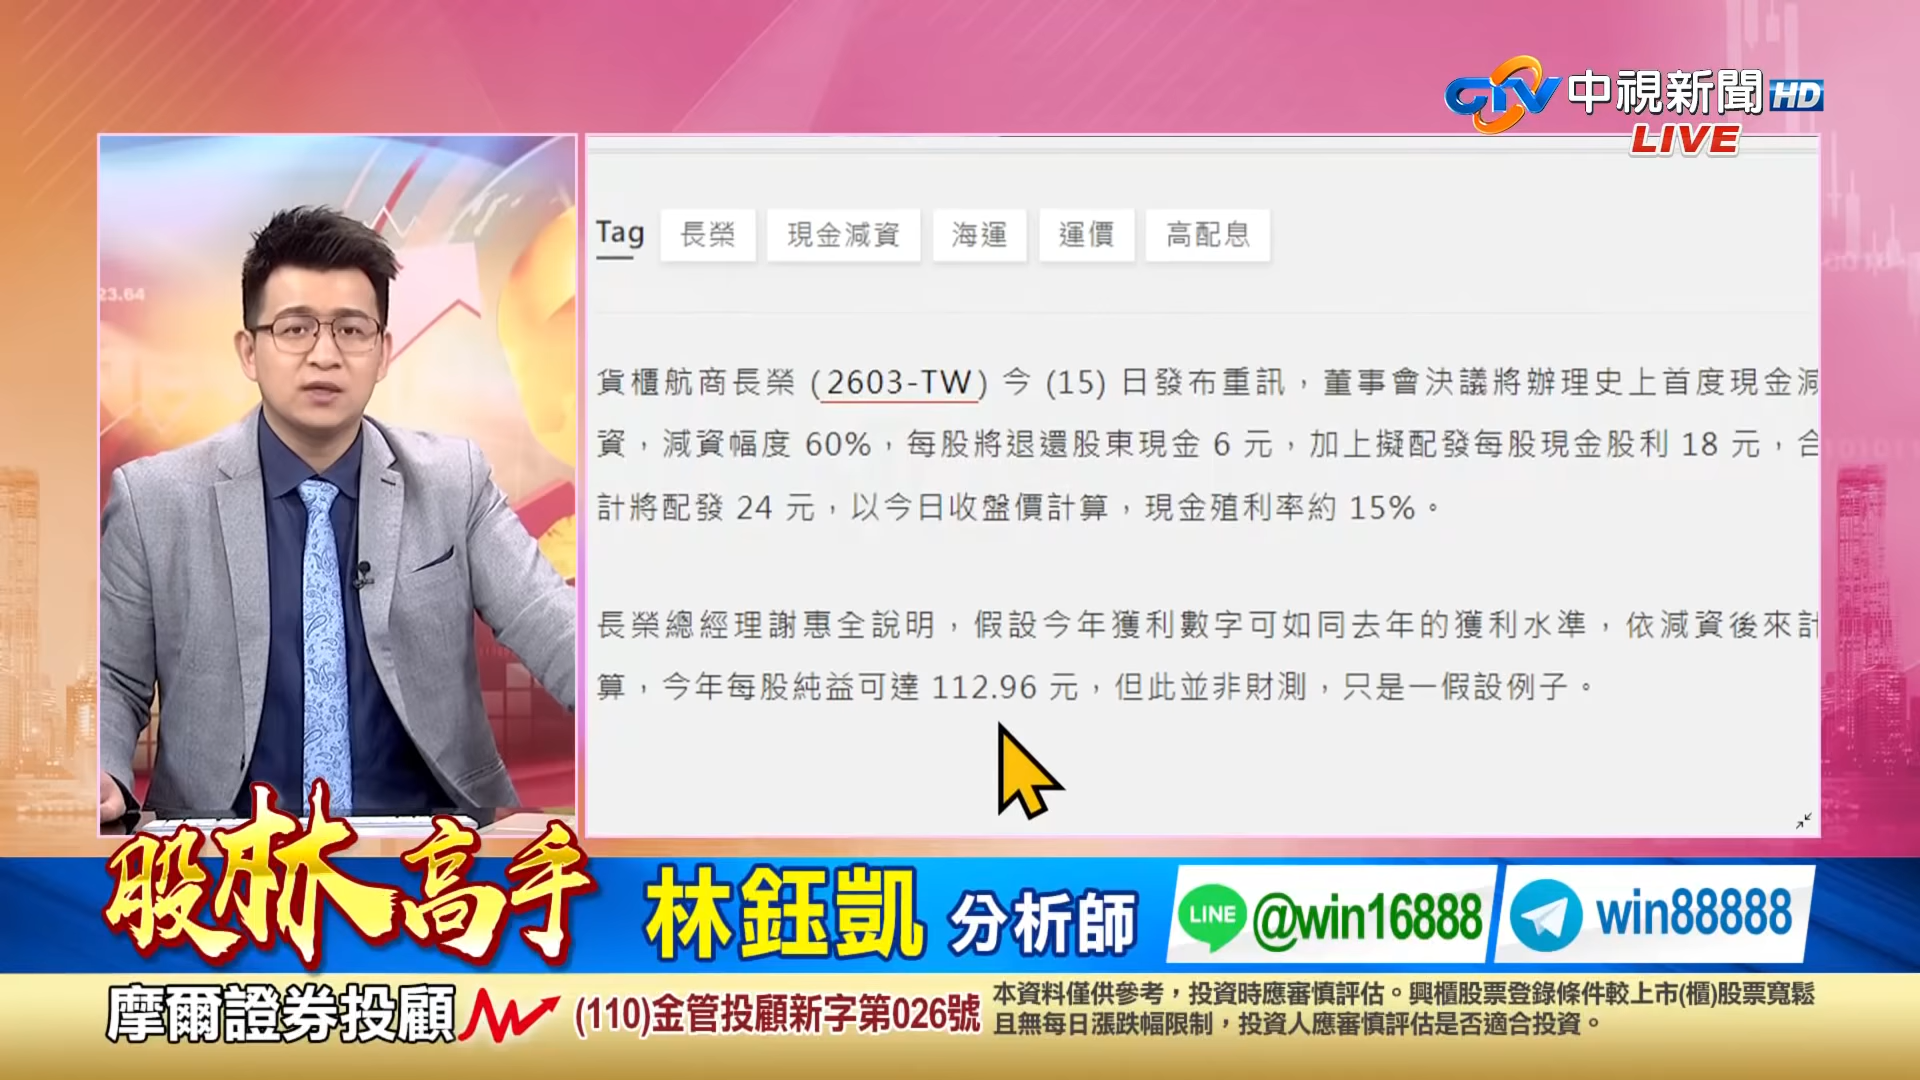 CTV 中視新聞 HD
LIVE
23.64
Tag 長榮 現金減資 海運 運價 高配息
貨櫃航商長榮 (2603-TW) 今 (15) 日發布重訊，董事會決議將辦理史上首度現金減
資，減資幅度 60%，每股將退還股東現金 6 元，加上擬配發每股現金股利 18 元，合
計將配發 24 元，以今日收盤價計算，現金殖利率約 15%。
長榮總經理謝惠全說明，假設今年獲利數字可如同去年的獲利水準，依減資後來計
算，今年每股純益可達 112.96 元，但此並非財測，只是一假設例子。
股林高手
林鈺凱 分析師
LINE @win16888
win88888
摩爾證券投顧
(110)金管投顧新字第026號
本資料僅供參考，投資時應審慎評估。興櫃股票登錄條件較上市(櫃)股票寬鬆
且無每日漲跌幅限制，投資人應審慎評估是否適合投資。